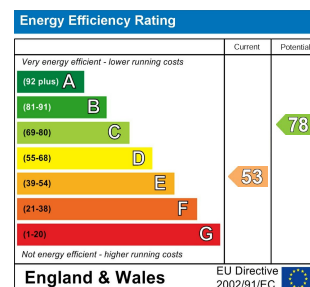 Energy Efficiency Rating
Current Potential
Very energy efficient - lower running costs
(92 plus) A
(81-91) B
(69-80) C
78
(55-68) D
(39-54) E
53
(21-38) F
(1-20) G
Not energy efficient - higher running costs
England & Wales
EU Directive
2002/91/EC